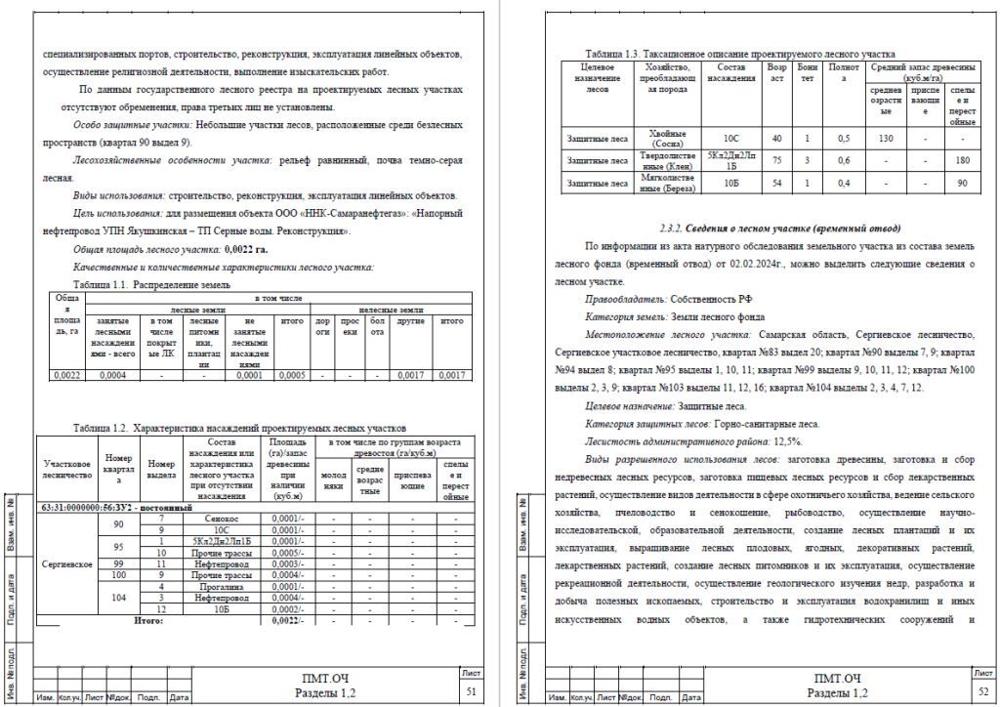 специализированных портов, строительство, реконструкция, эксплуатация линейных объектов,
осуществление религиозной деятельности, выполнение изыскательских работ.
По данным государственного лесного реестра на проектируемых лесных участках
отсутствуют обременения, права третьих лиц не установлены.
Особо защитные участки: Небольшие участки лесов, расположенные среди безлесных
пространств (квартал 90 выдел 9).
Лесохозяйственные особенности участка: рельеф равнинный, почва темно-серая
лесная.
Виды использования: строительство, реконструкция, эксплуатация линейных объектов.
Цель использования: для размещения объекта ООО «ННК-Самаранефтегаз»: «Напорный
нефтепровод УПН Якушкинская – ТП Серные воды. Реконструкция».
Общая площадь лесного участка: 0,0022 га.
Качественные и количественные характеристики лесного участка:
Таблица 1.1. Распределение земель
Общая площадь, га | в том числе
лесные земли | нелесные земли
занятые лесными насаждениями - всего | в том числе покрытые ЛК | лесные питомники, плантации | не занятые лесными насаждениями | итого | дороги | просеки | болота | другие | итого
0,0022 | 0,0004 | - | - | 0,0001 | 0,0005 | - | - | - | 0,0017 | 0,0017
Таблица 1.2. Характеристика насаждений проектируемых лесных участков
Участковое лесничество | Номер квартала | Номер выдела | Состав насаждения или характеристика лесного участка при отсутствии насаждения | Площадь (га)/запас древесины при наличии (куб.м) | в том числе по группам возраста древостоя (га/куб.м)
молодняки | средневозрастные | приспевающие | спелые и перестойные
63:31:0000000:56:ЗУ2 - постоянный
Сергиевское | 90 | 7 | Сенокос | 0,0001/- | - | - | - | -
9 | 10С | 0,0001/- | - | - | - | -
95 | 1 | 5Кл2Дн2Лп1Б | 0,0001/- | - | - | - | -
10 | Прочие трассы | 0,0005/- | - | - | - | -
99 | 11 | Нефтепровод | 0,0003/- | - | - | - | -
100 | 9 | Прочие трассы | 0,0004/- | - | - | - | -
104 | 4 | Прогалина | 0,0001/- | - | - | - | -
3 | Нефтепровод | 0,0004/- | - | - | - | -
12 | 10Б | 0,0002/- | - | - | - | -
Итого: | 0,0022/- | - | - | - | -
Взам. инв. №
Подп. и дата
Инв. № подл.
Изм. Кол.уч. Лист №док. Подп. Дата
ПМТ.ОЧ
Разделы 1,2
Лист
51
Таблица 1.3. Таксационное описание проектируемого лесного участка
Целевое назначение лесов | Хозяйство, преобладающая порода | Состав насаждения | Возраст | Бонитет | Полнота | Средний запас древесины (куб.м/га)
средневозрастные | приспевающие | спелые и перестойные
Защитные леса | Хвойные (Сосна) | 10С | 40 | 1 | 0,5 | 130 | - | -
Защитные леса | Твердолиственные (Клен) | 5Кл2Дн2Лп1Б | 75 | 3 | 0,6 | - | - | 180
Защитные леса | Мягколиственные (Береза) | 10Б | 54 | 1 | 0,4 | - | - | 90
2.3.2. Сведения о лесном участке (временный отвод)
По информации из акта натурного обследования земельного участка из состава земель
лесного фонда (временный отвод) от 02.02.2024г., можно выделить следующие сведения о
лесном участке.
Правообладатель: Собственность РФ
Категория земель: Земли лесного фонда
Местоположение лесного участка: Самарская область, Сергиевское лесничество,
Сергиевское участковое лесничество, квартал №83 выдел 20; квартал №90 выделы 7, 9; квартал
№94 выдел 8; квартал №95 выделы 1, 10, 11; квартал №99 выделы 9, 10, 11, 12; квартал №100
выделы 2, 3, 9; квартал №103 выделы 11, 12, 16; квартал №104 выделы 2, 3, 4, 7, 12.
Целевое назначение: Защитные леса.
Категория защитных лесов: Горно-санитарные леса.
Лесистость административного района: 12,5%.
Виды разрешенного использования лесов: заготовка древесины, заготовка и сбор
недревесных лесных ресурсов, заготовка пищевых лесных ресурсов и сбор лекарственных
растений, осуществление видов деятельности в сфере охотничьего хозяйства, ведение сельского
хозяйства, пчеловодство и сенокошение, рыбоводство, осуществление научно-
исследовательской, образовательной деятельности, создание лесных плантаций и их
эксплуатация, выращивание лесных плодовых, ягодных, декоративных растений,
лекарственных растений, создание лесных питомников и их эксплуатация, осуществление
рекреационной деятельности, осуществление геологического изучения недр, разработка и
добыча полезных ископаемых, строительство и эксплуатация водохранилищ и иных
искусственных водных объектов, а также гидротехнических сооружений и
Взам. инв. №
Подп. и дата
Инв. № подл.
Изм. Кол.уч. Лист №док. Подп. Дата
ПМТ.ОЧ
Разделы 1,2
Лист
52